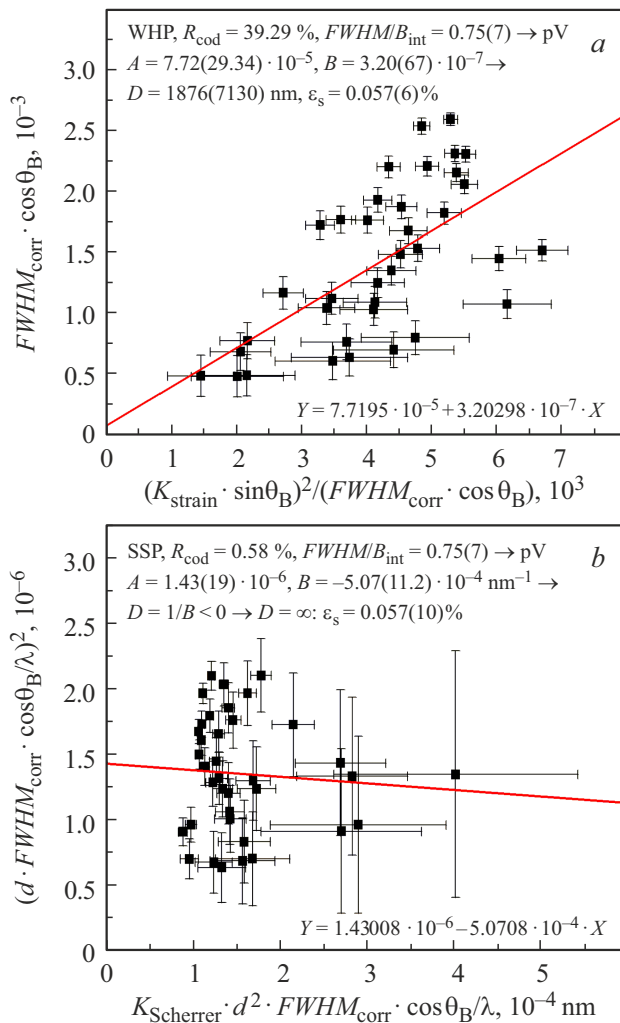 WHP, R_cod = 39.29 %, FWHM/B_int = 0.75(7) → pV
a
A = 7.72(29.34) · 10⁻⁵, B = 3.20(67) · 10⁻⁷ →
D = 1876(7130) nm, ε_s = 0.057(6)%
3.0
2.5
2.0
1.5
1.0
0.5
0
FWHM_corr · cosθ_B, 10⁻³
Y = 7.7195 · 10⁻⁵ + 3.20298 · 10⁻⁷ · X
0 1 2 3 4 5 6 7
(K_strain · sinθ_B)²/(FWHM_corr · cosθ_B), 10³
SSP, R_cod = 0.58 %, FWHM/B_int = 0.75(7) → pV
b
A = 1.43(19) · 10⁻⁶, B = –5.07(11.2) · 10⁻⁴ nm⁻¹ →
D = 1/B < 0 → D = ∞: ε_s = 0.057(10)%
3.0
2.5
2.0
1.5
1.0
0.5
0
(d · FWHM_corr · cosθ_B/λ)², 10⁻⁶
Y = 1.43008 · 10⁻⁶ – 5.0708 · 10⁻⁴ · X
0 1 2 3 4 5
K_Scherrer · d² · FWHM_corr · cosθ_B/λ, 10⁻⁴ nm